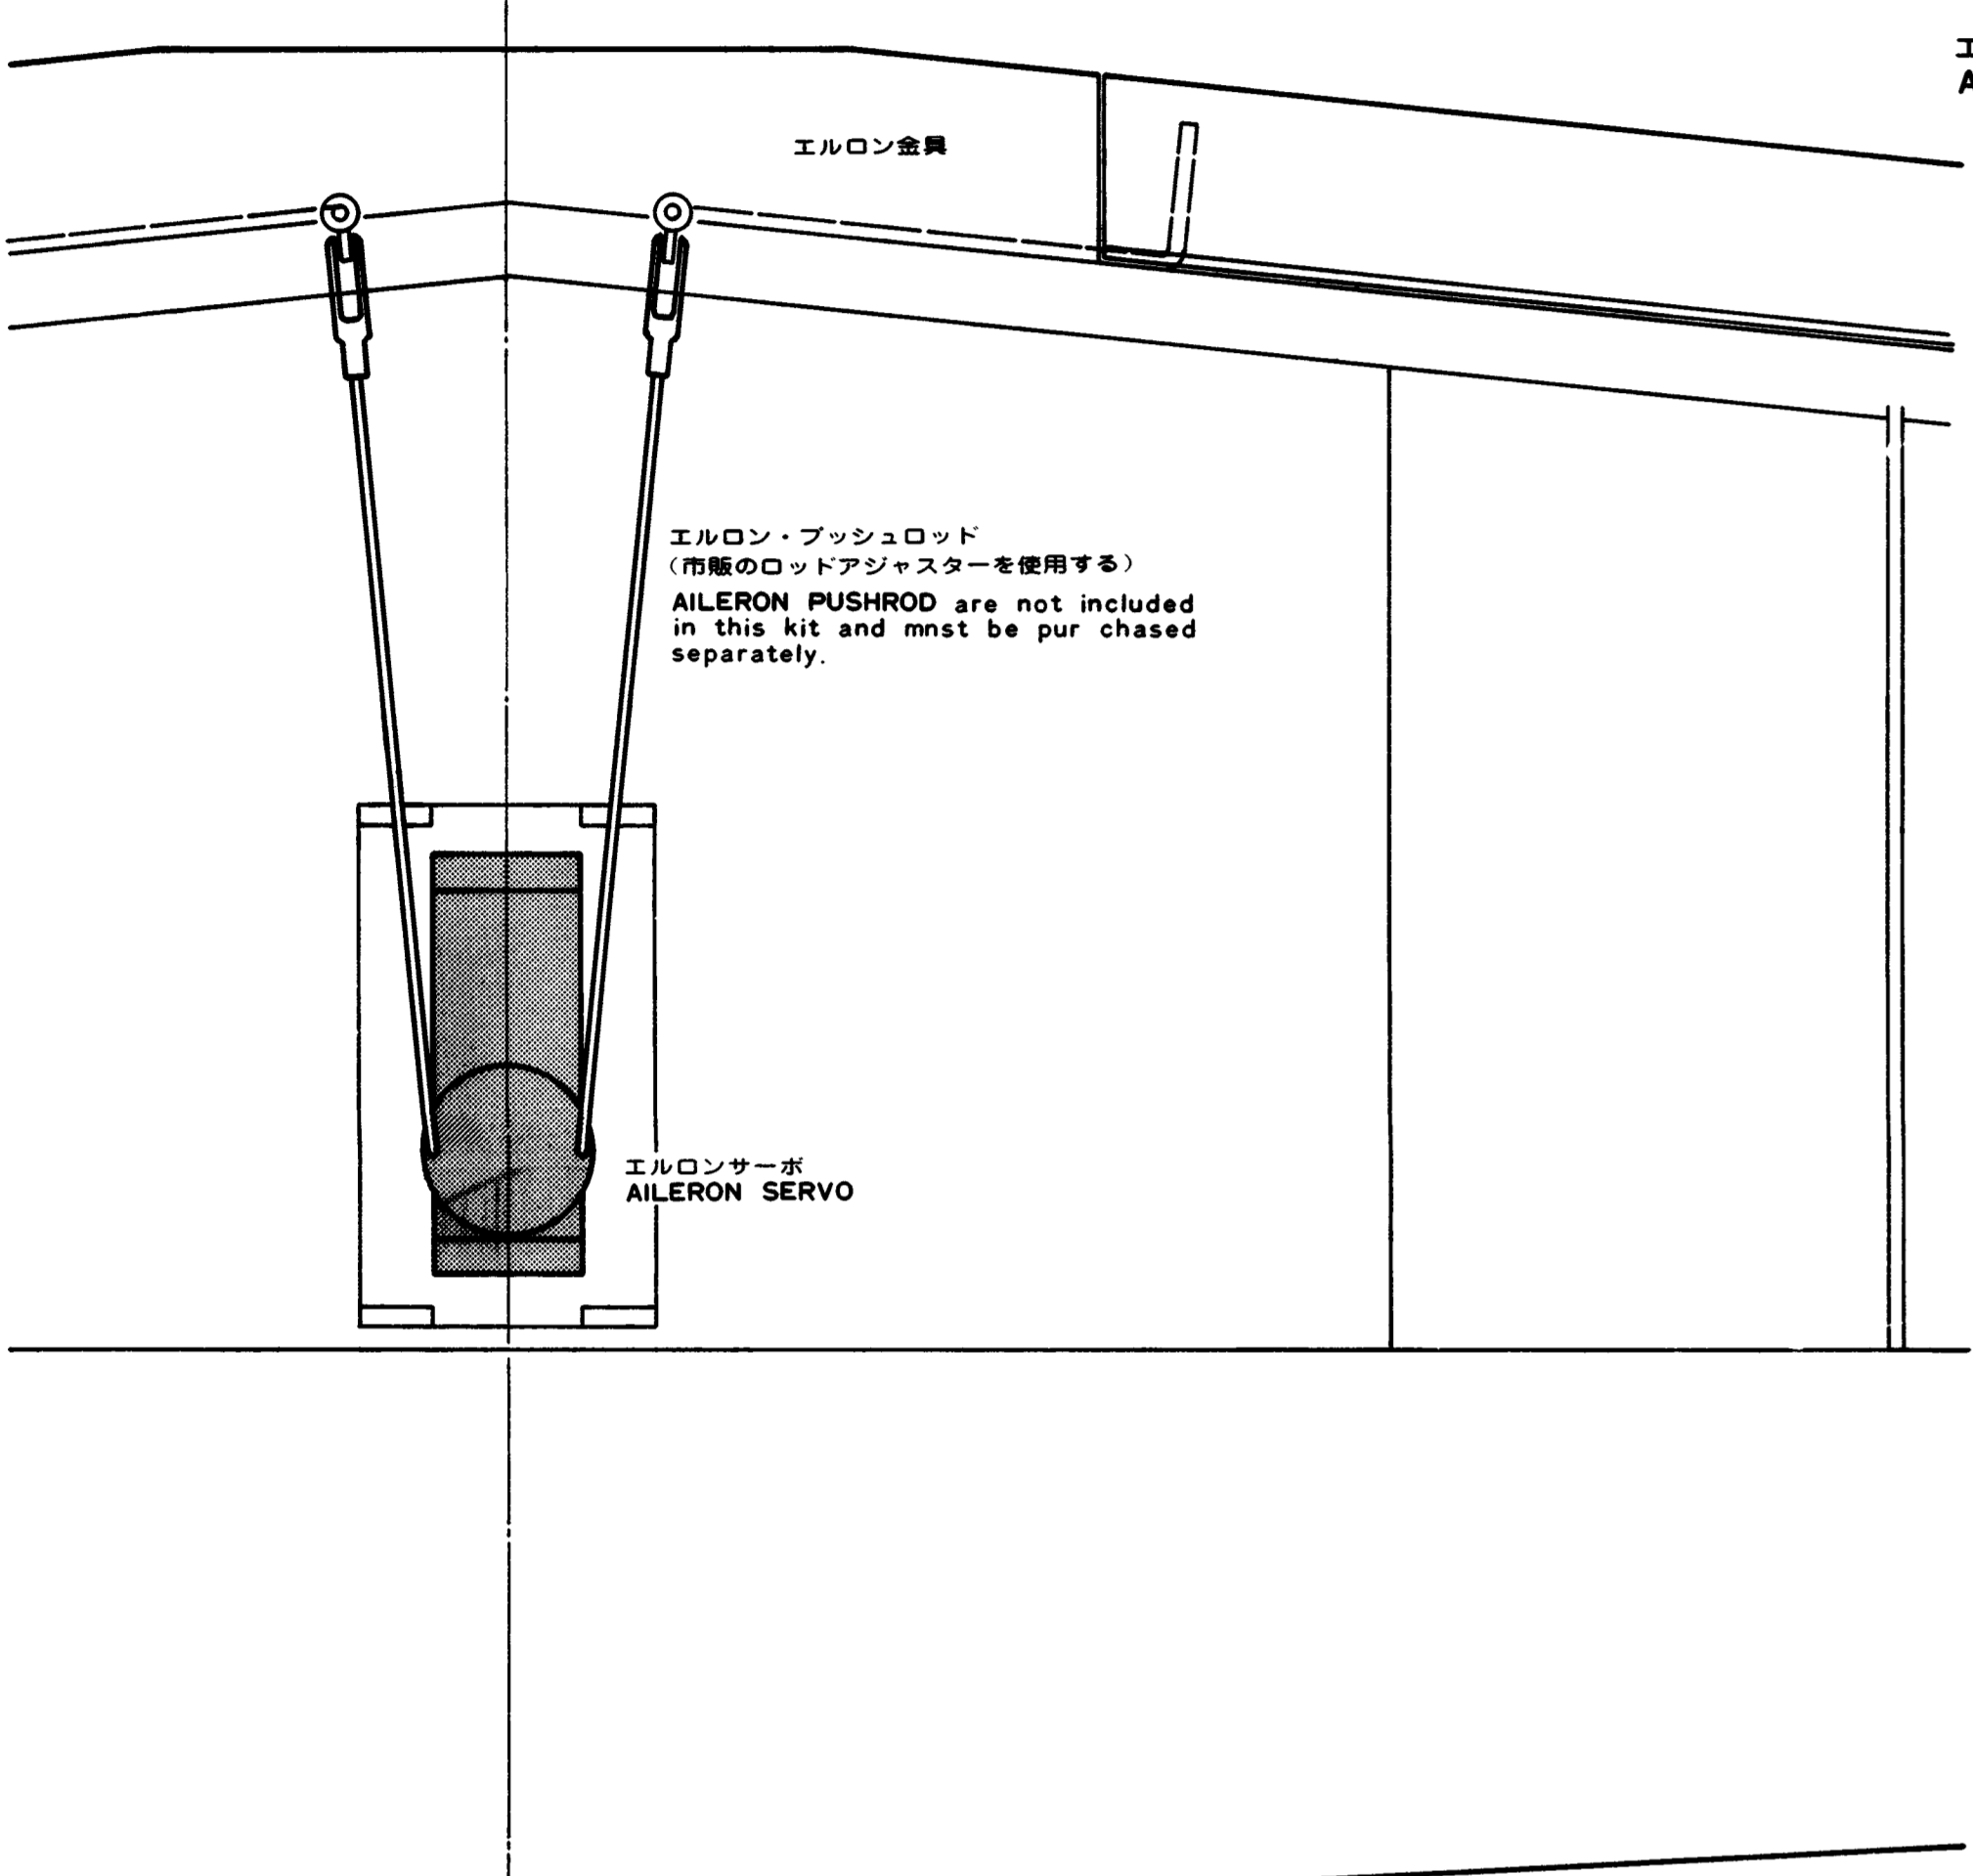 エ
A
エルロン金具
エルロン・プッシュロッド
（市販のロッドアジャスターを使用する）
AILERON PUSHROD are not included
in this kit and mnst be pur chased
separately.
エルロンサーボ
AILERON SERVO